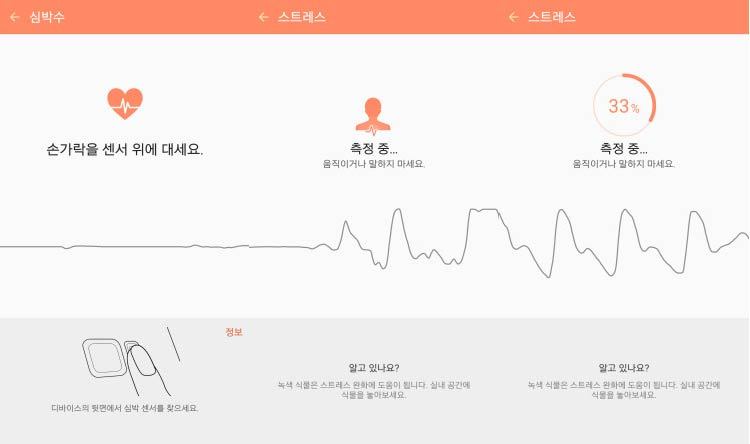 심박수
손가락을 센서 위에 대세요.
정보
디바이스의 뒷면에서 심박 센서를 찾으세요.
스트레스
측정 중...
움직이거나 말하지 마세요.
알고 있나요?
녹색 식물은 스트레스 완화에 도움이 됩니다. 실내 공간에
식물을 놓아보세요.
스트레스
33%
측정 중...
움직이거나 말하지 마세요.
알고 있나요?
녹색 식물은 스트레스 완화에 도움이 됩니다. 실내 공간에
식물을 놓아보세요.